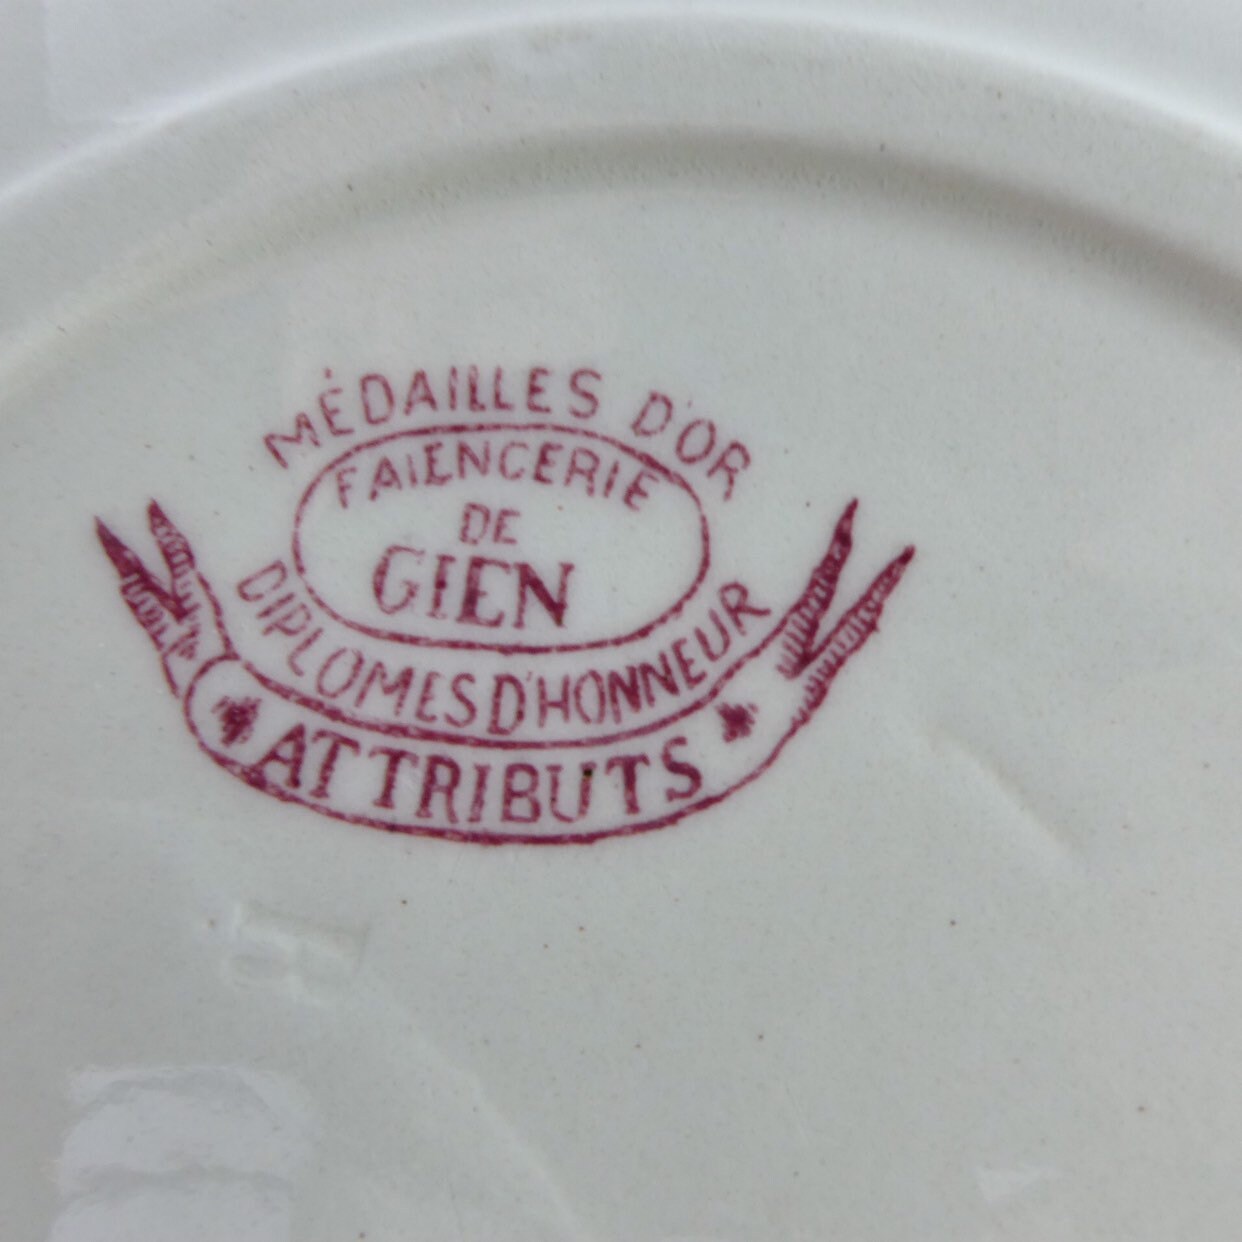 MÉDAILLES D'OR
FAIENCERIE
DE
GIEN
DIPLOMES D'HONNEUR
* ATTRIBUTS *